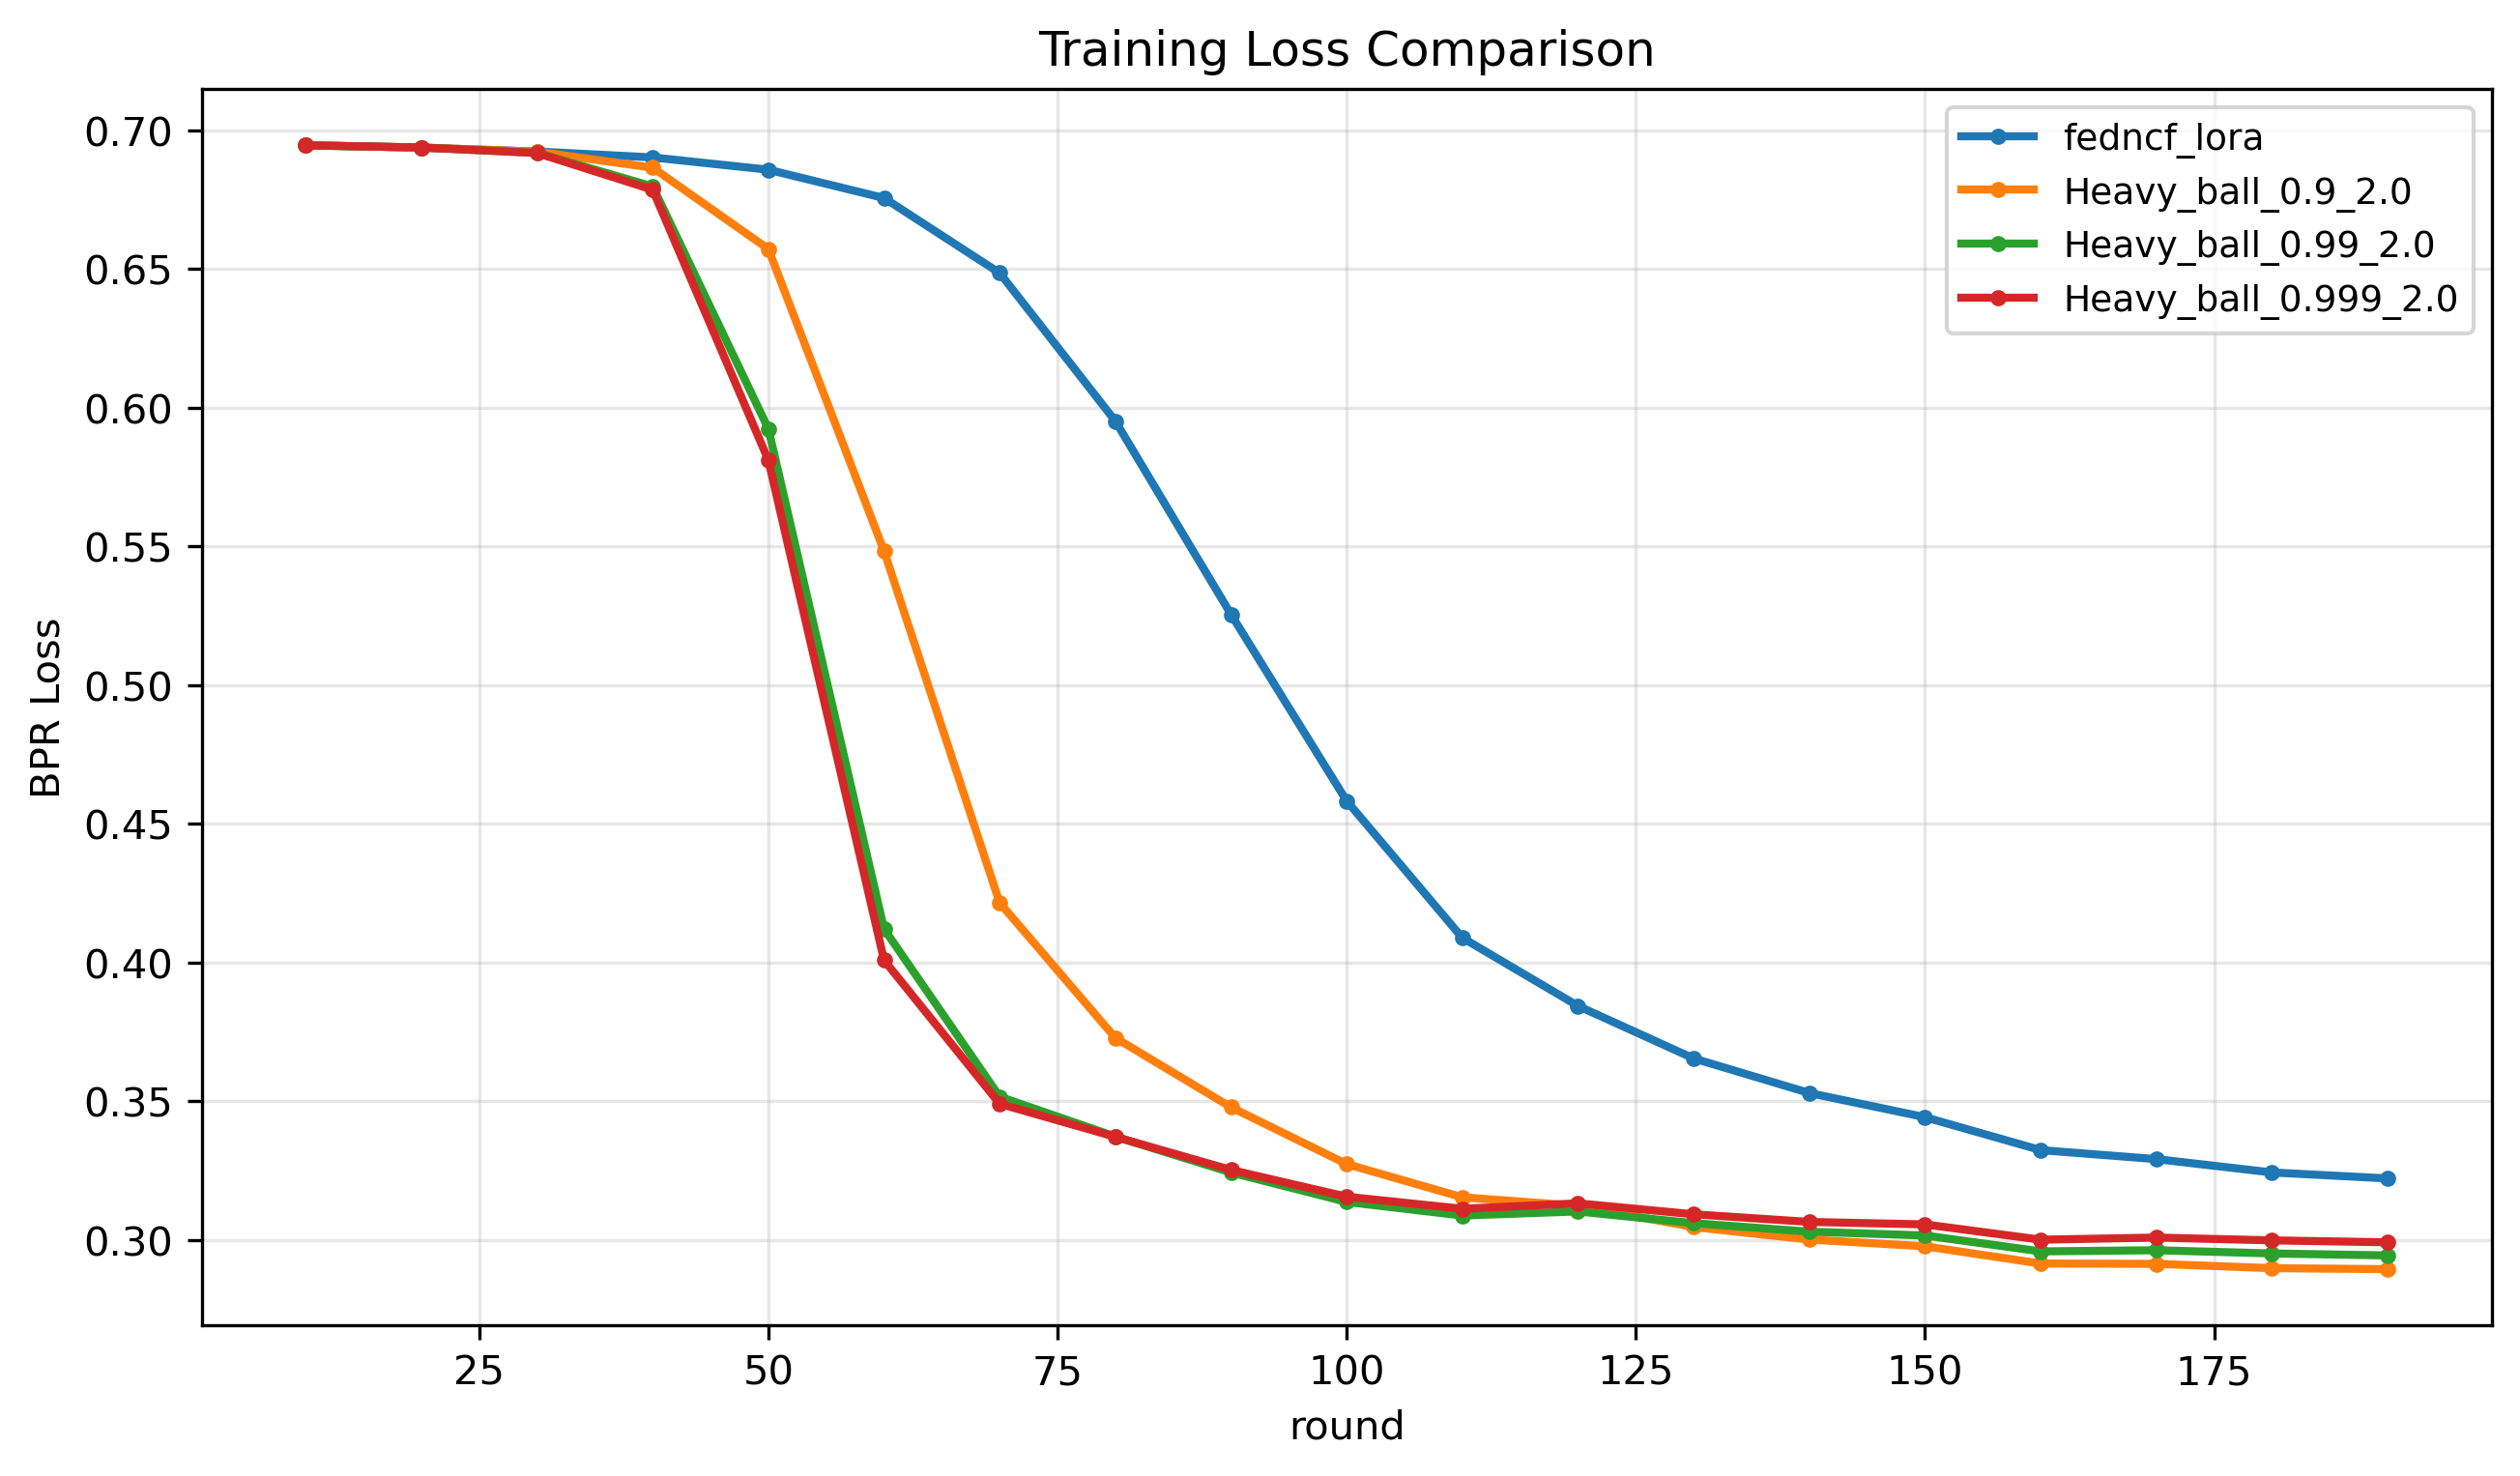 Training Loss Comparison
fedncf_lora
Heavy_ball_0.9_2.0
Heavy_ball_0.99_2.0
Heavy_ball_0.999_2.0
BPR Loss
0.70
0.65
0.60
0.55
0.50
0.45
0.40
0.35
0.30
25 50 75 100 125 150 175
round